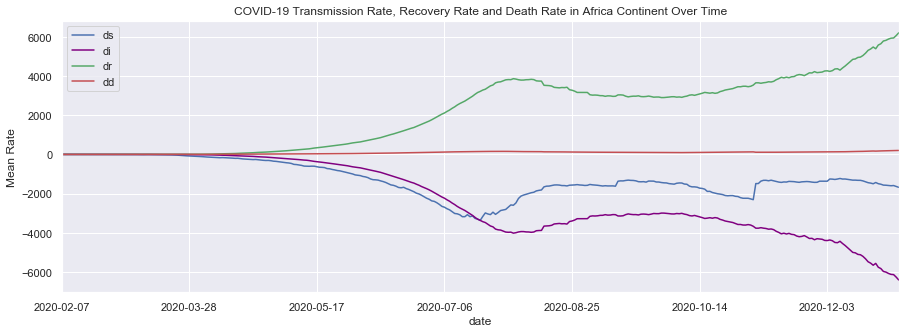 COVID-19 Transmission Rate, Recovery Rate and Death Rate in Africa Continent Over Time
ds
di
dr
dd
6000
4000
2000
0
−2000
−4000
−6000
Mean Rate
2020-02-07
2020-03-28
2020-05-17
2020-07-06
2020-08-25
2020-10-14
2020-12-03
date